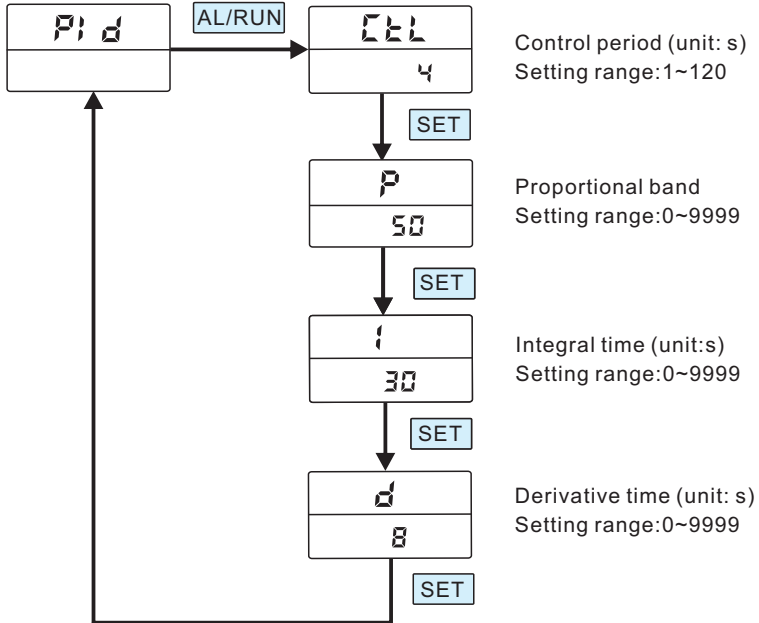 PId
AL/RUN
CtL
4
Control period (unit: s)
Setting range:1~120
SET
P
50
Proportional band
Setting range:0~9999
SET
I
30
Integral time (unit:s)
Setting range:0~9999
SET
d
8
Derivative time (unit: s)
Setting range:0~9999
SET